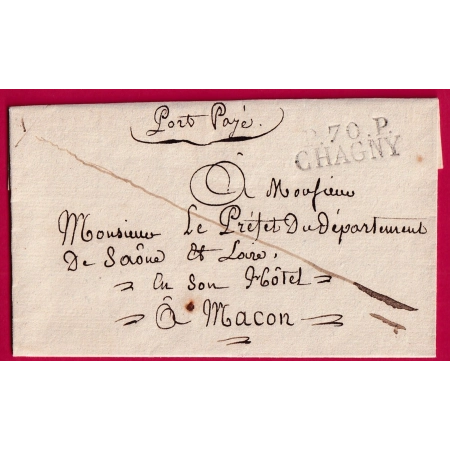 Port Payé.
P. 70. P.
CHAGNY
À Monsieur
Monsieur Le Préfet Du département
De Saône Et Loire,
En Son Hôtel
À Macon